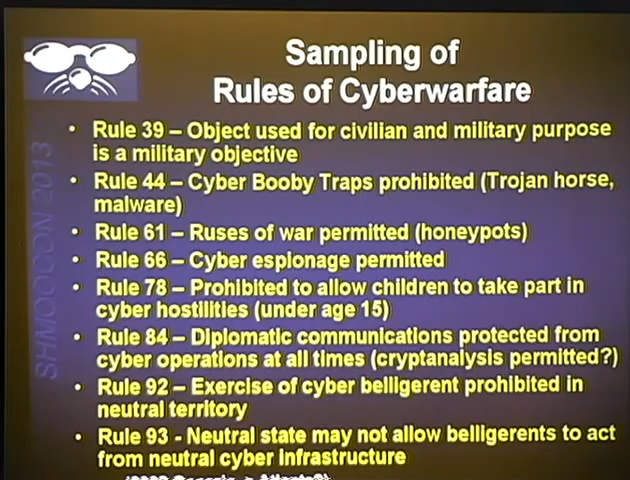 Sampling of
Rules of Cyberwarfare
• Rule 39 – Object used for civilian and military purpose
is a military objective
• Rule 44 – Cyber Booby Traps prohibited (Trojan horse,
malware)
• Rule 61 – Ruses of war permitted (honeypots)
• Rule 66 – Cyber espionage permitted
• Rule 78 – Prohibited to allow children to take part in
cyber hostilities (under age 15)
• Rule 84 – Diplomatic communications protected from
cyber operations at all times (cryptanalysis permitted?)
• Rule 92 – Exercise of cyber belligerent prohibited in
neutral territory
• Rule 93 - Neutral state may not allow belligerents to act
from neutral cyber infrastructure
SHMOOCON 2013